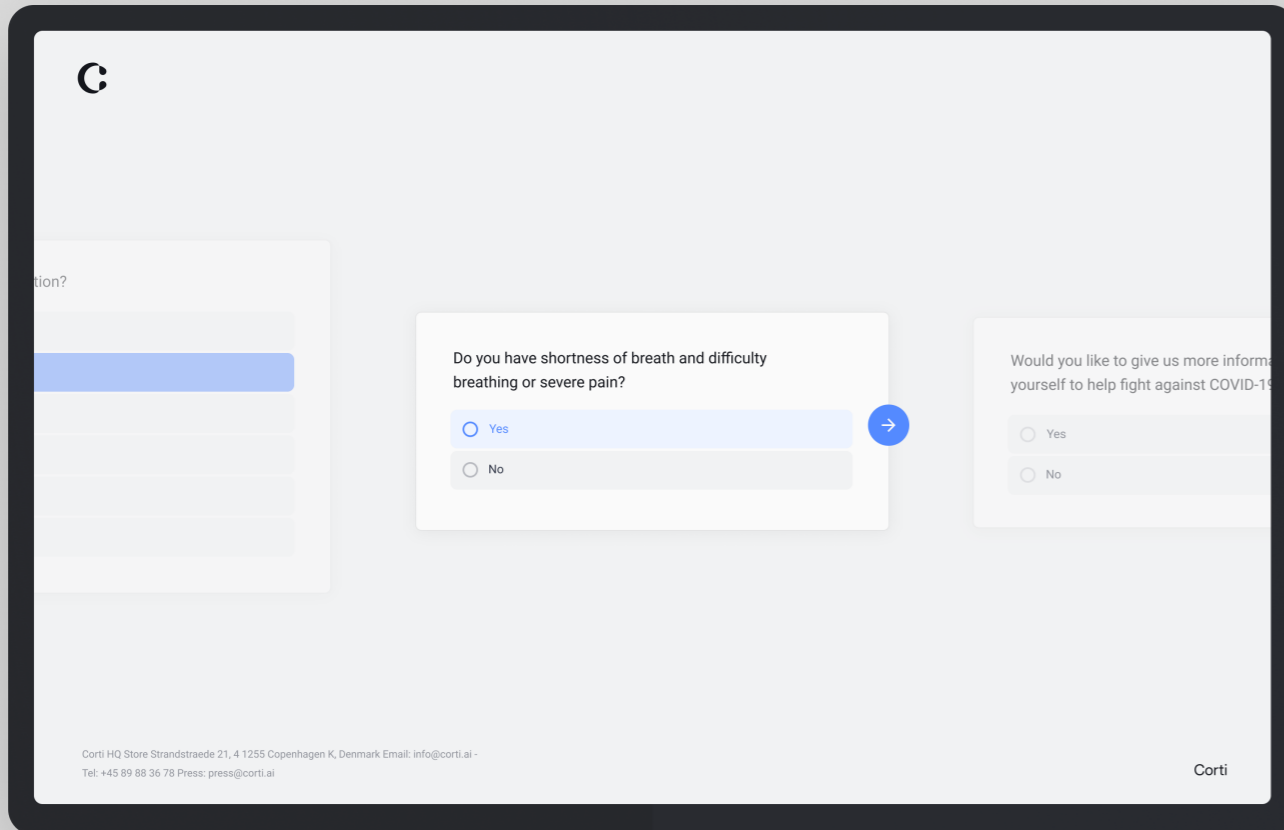 tion?
Do you have shortness of breath and difficulty
breathing or severe pain?
Yes
No
Would you like to give us more informa
yourself to help fight against COVID-19
Yes
No
Corti HQ Store Strandstraede 21, 4 1255 Copenhagen K, Denmark Email: info@corti.ai -
Tel: +45 89 88 36 78 Press: press@corti.ai
Corti